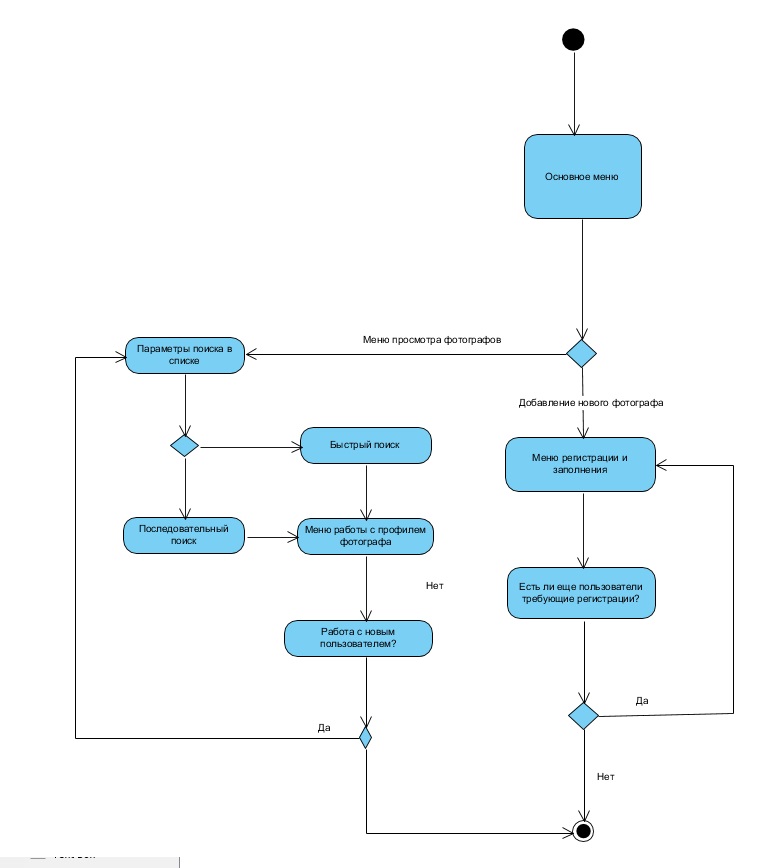 Основное меню
Меню просмотра фотографов
Параметры поиска в
списке
Добавление нового фотографа
Быстрый поиск
Меню регистрации и
заполнения
Последовательный
поиск
Меню работы с профилем
фотографа
Нет
Есть ли еще пользователи
требующие регистрации?
Работа с новым
пользователем?
Да
Да
Нет